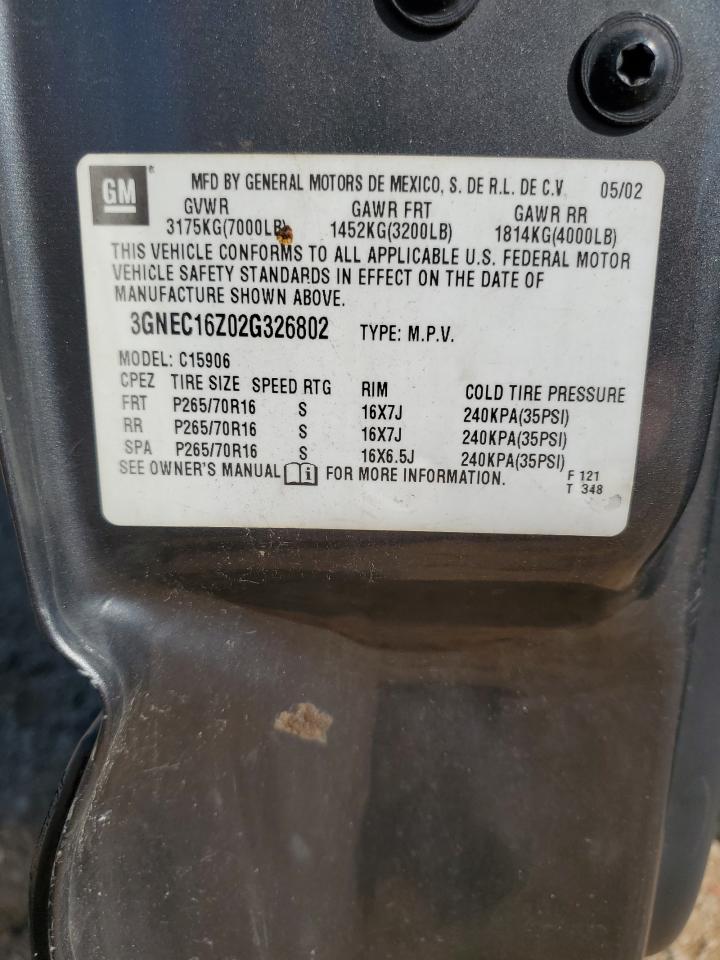 GM MFD BY GENERAL MOTORS DE MEXICO, S. DE R.L. DE C.V. 05/02
GVWR GAWR FRT GAWR RR
3175KG(7000LB) 1452KG(3200LB) 1814KG(4000LB)
THIS VEHICLE CONFORMS TO ALL APPLICABLE U.S. FEDERAL MOTOR
VEHICLE SAFETY STANDARDS IN EFFECT ON THE DATE OF
MANUFACTURE SHOWN ABOVE.
3GNEC16Z02G326802 TYPE: M.P.V.
MODEL: C15906
CPEZ TIRE SIZE SPEED RTG RIM COLD TIRE PRESSURE
FRT P265/70R16 S 16X7J 240KPA(35PSI)
RR P265/70R16 S 16X7J 240KPA(35PSI)
SPA P265/70R16 S 16X6.5J 240KPA(35PSI)
SEE OWNER'S MANUAL i FOR MORE INFORMATION. F 121
T 348